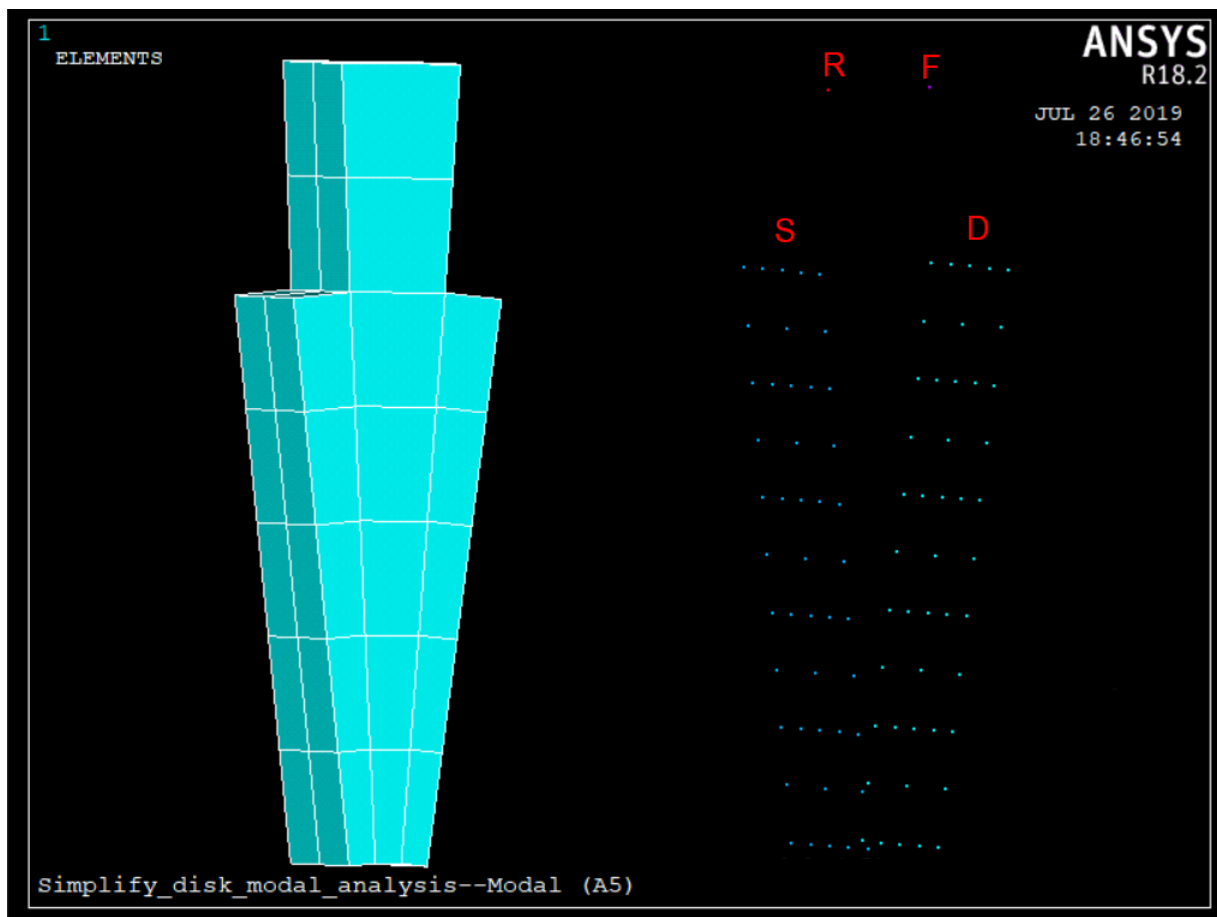 1
ELEMENTS
ANSYS
R18.2
JUL 26 2019
18:46:54
R
F
S
D
Simplify_disk_modal_analysis--Modal (A5)